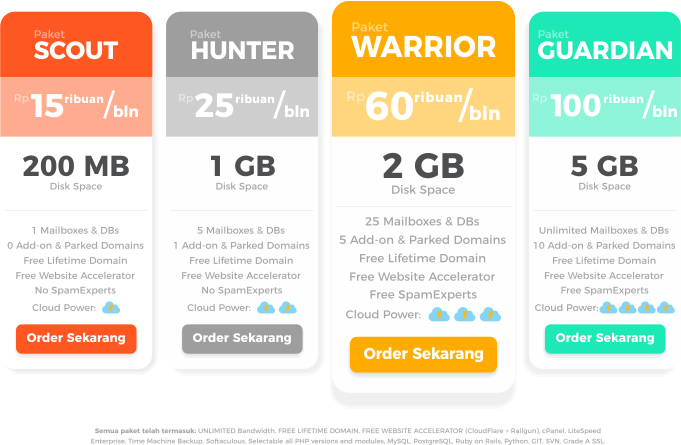 Paket
SCOUT
Rp 15 ribuan/bln
200 MB
Disk Space
1 Mailboxes & DBs
0 Add-on & Parked Domains
Free Lifetime Domain
Free Website Accelerator
No SpamExperts
Cloud Power:
Order Sekarang
Paket
HUNTER
Rp 25 ribuan/bln
1 GB
Disk Space
5 Mailboxes & DBs
1 Add-on & Parked Domains
Free Lifetime Domain
Free Website Accelerator
No SpamExperts
Cloud Power:
Order Sekarang
Paket
WARRIOR
Rp 60 ribuan/bln
2 GB
Disk Space
25 Mailboxes & DBs
5 Add-on & Parked Domains
Free Lifetime Domain
Free Website Accelerator
Free SpamExperts
Cloud Power:
Order Sekarang
Paket
GUARDIAN
Rp 100 ribuan/bln
5 GB
Disk Space
Unlimited Mailboxes & DBs
10 Add-on & Parked Domains
Free Lifetime Domain
Free Website Accelerator
Free SpamExperts
Cloud Power:
Order Sekarang
Semua paket telah termasuk: UNLIMITED Bandwidth. FREE LIFETIME DOMAIN. FREE WEBSITE ACCELERATOR (CloudFlare + Railgun), cPanel, LiteSpeed
Enterprise, Time Machine Backup, Softaculous, Selectable all PHP versions and modules, MySQL, PostgreSQL, Ruby on Rails, Python, GIT, SVN, Grade A SSL.